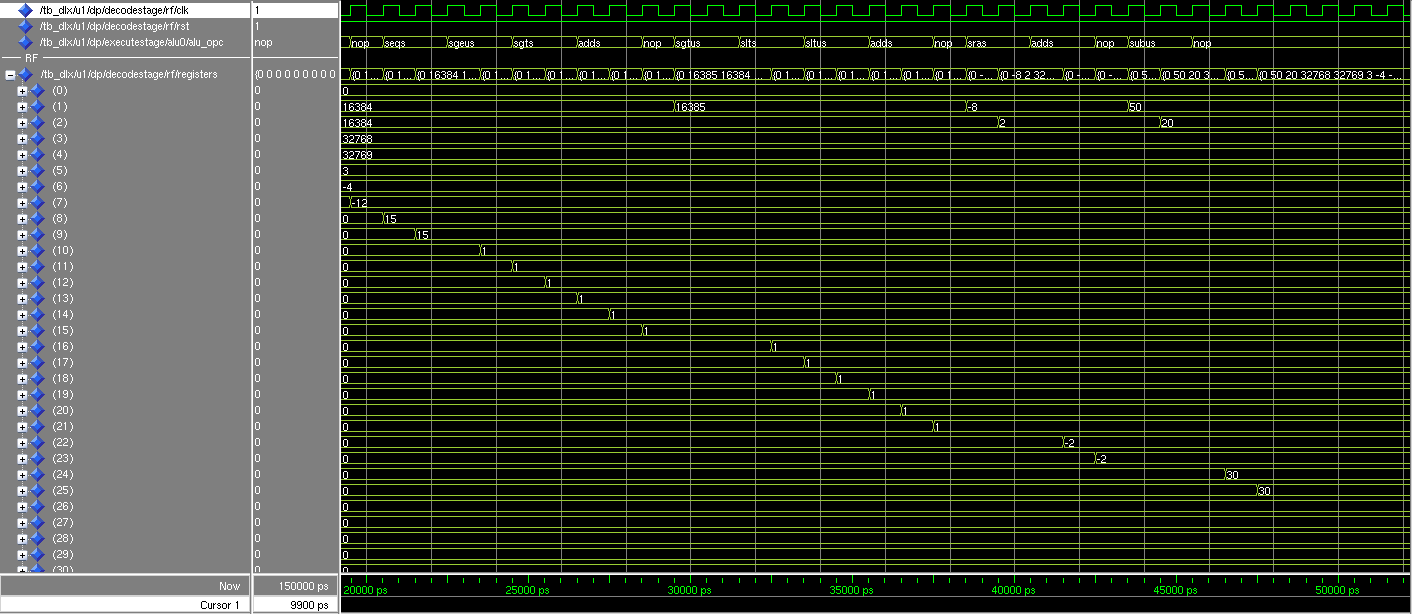 /tb_dlx/u1/dp/decodestage/rf/clk 1
/tb_dlx/u1/dp/decodestage/rf/rst 1
/tb_dlx/u1/dp/executestage/alu0/alu_opc nop nop seqs sgeus sgts adds nop sgtus slts sltus adds nop sras adds nop subus nop
RF
/tb_dlx/u1/dp/decodestage/rf/registers {0 0 0 0 0 0 0 0 0 (0 1... (0 1... (0 16384 1... (0 1... (0 1... (0 1... (0 1... (0 1... (0 1... (0 16385 16384 ... (0 1... (0 1... (0 1... (0 1... (0 1... (0 1... (0 -... (0 -8 2 32... (0 -... (0 -... (0 5... (0 50 20 3... (0 5... (0 50 20 32768 32769 3 -4 -...
(0) 0 0
(1) 0 16384 16385 -8 50
(2) 0 16384 2 20
(3) 0 32768
(4) 0 32769
(5) 0 3
(6) 0 -4
(7) 0 -12
(8) 0 0 15
(9) 0 0 15
(10) 0 0 1
(11) 0 0 1
(12) 0 0 1
(13) 0 0 1
(14) 0 0 1
(15) 0 0 1
(16) 0 0 1
(17) 0 0 1
(18) 0 0 1
(19) 0 0 1
(20) 0 0 1
(21) 0 0 1
(22) 0 0 -2
(23) 0 0 -2
(24) 0 0 30
(25) 0 0 30
(26) 0 0
(27) 0 0
(28) 0 0
(29) 0 0
(30) 0 0
Now 150000 ps 20000 ps 25000 ps 30000 ps 35000 ps 40000 ps 45000 ps 50000 ps
Cursor 1 9900 ps